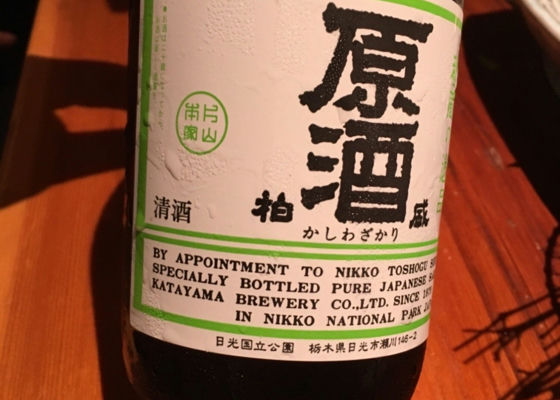 原酒
片山
本家
清酒
柏盛
かしわざかり
BY APPOINTMENT TO NIKKO TOSHOGU
SPECIALLY BOTTLED PURE JAPANESE
KATAYAMA BREWERY CO.,LTD. SINCE
IN NIKKO NATIONAL PARK
日光国立公園 栃木県日光市瀬川146-2